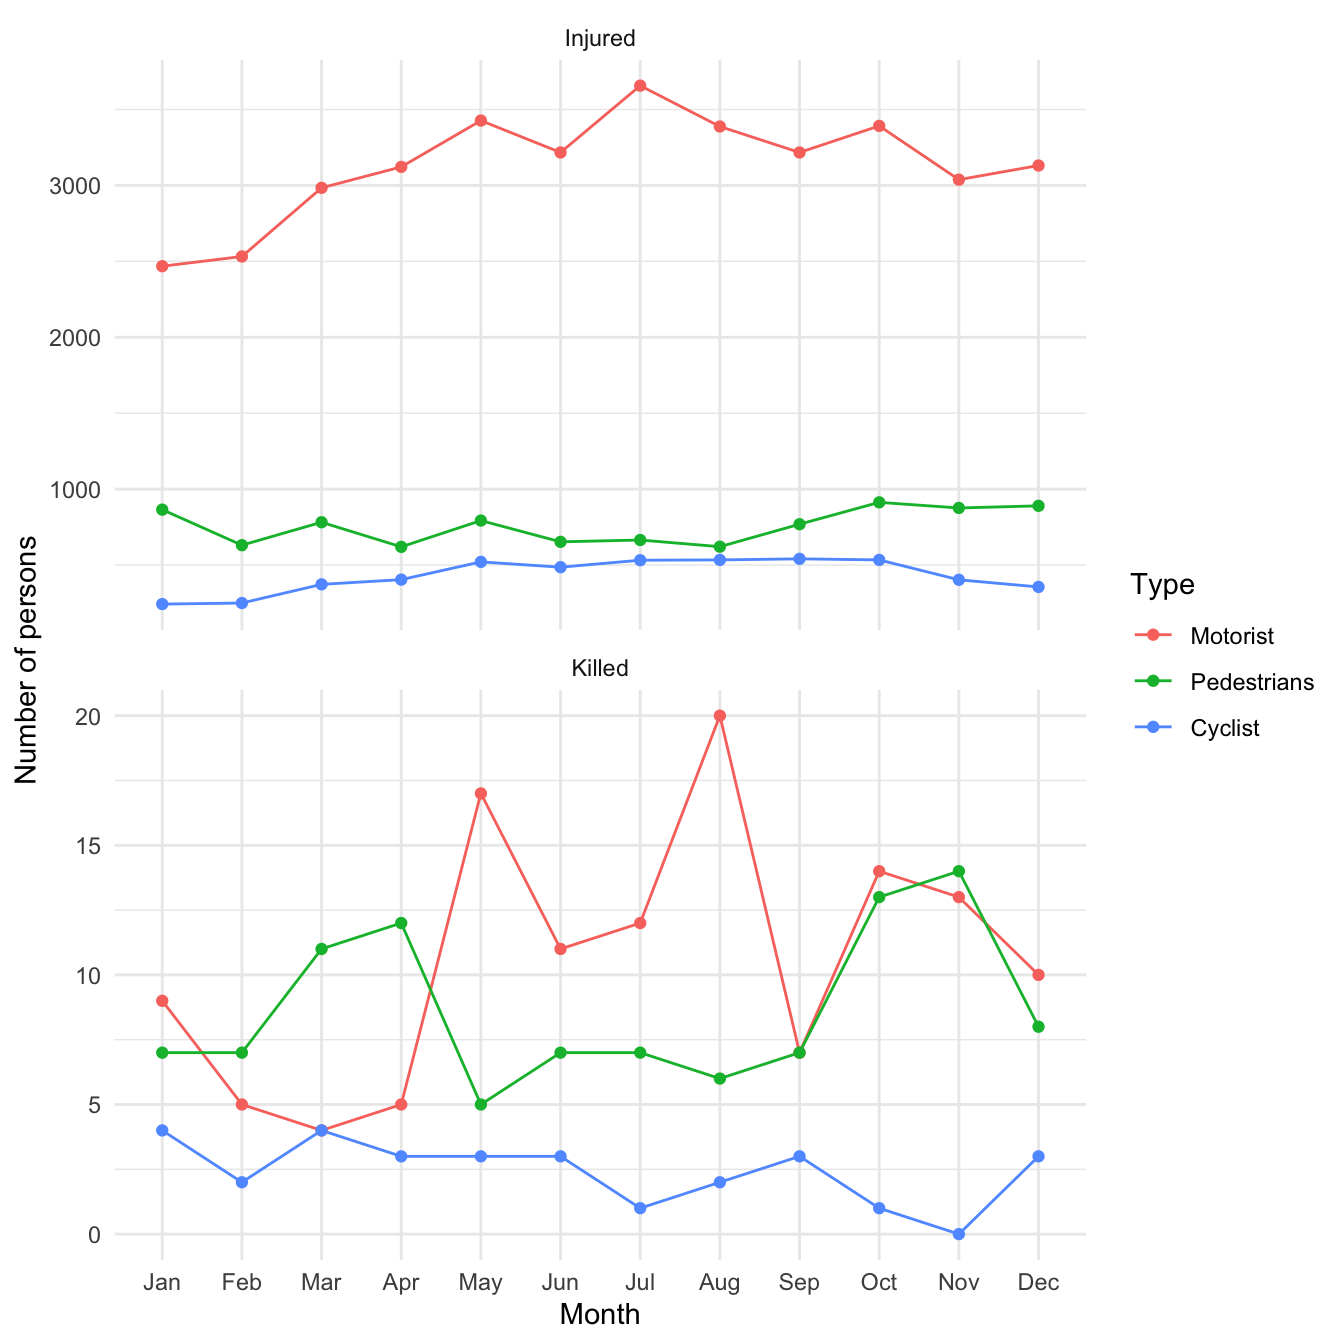 Injured
3000
2000
1000
Killed
20
15
10
5
0
Jan Feb Mar Apr May Jun Jul Aug Sep Oct Nov Dec
Month
Number of persons
Type
Motorist
Pedestrians
Cyclist